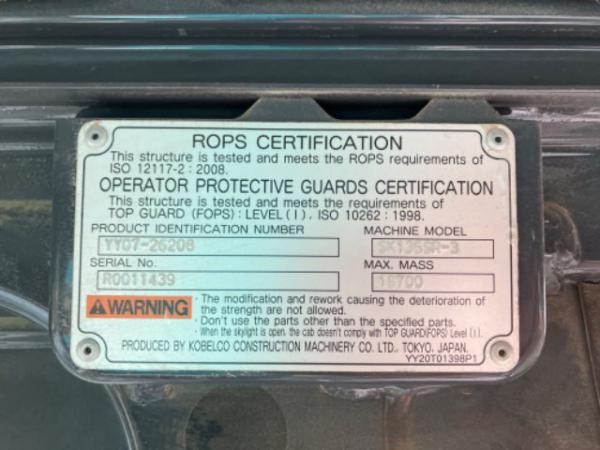 ROPS CERTIFICATION
This structure is tested and meets the ROPS requirements of
ISO 12117-2 : 2008.
OPERATOR PROTECTIVE GUARDS CERTIFICATION
This structure is tested and meets the requirements of
TOP GUARD (FOPS) : LEVEL(I), ISO 10262 : 1998.
PRODUCT IDENTIFICATION NUMBER MACHINE MODEL
YY07-26208 SK135SR-3
SERIAL No. MAX. MASS
R0011439 16700
WARNING
· The modification and rework causing the deterioration of
the strength are not allowed.
· Don't use the parts other than the specified parts.
· When the skylight is open, the cab doesn't comply with TOP GUARD(FOPS) Level (I).
PRODUCED BY KOBELCO CONSTRUCTION MACHINERY CO. LTD. TOKYO. JAPAN.
YY20T01398P1